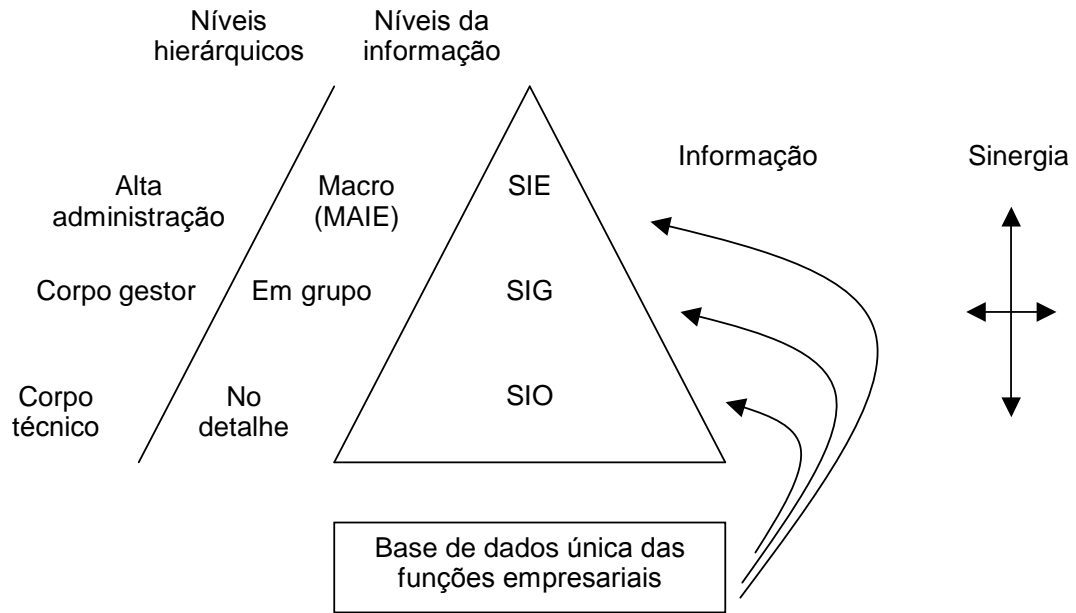 Níveis
hierárquicos
Níveis da
informação
Informação
Sinergia
Alta
administração
Macro
(MAIE)
SIE
Corpo gestor
Em grupo
SIG
Corpo
técnico
No
detalhe
SIO
Base de dados única das
funções empresariais